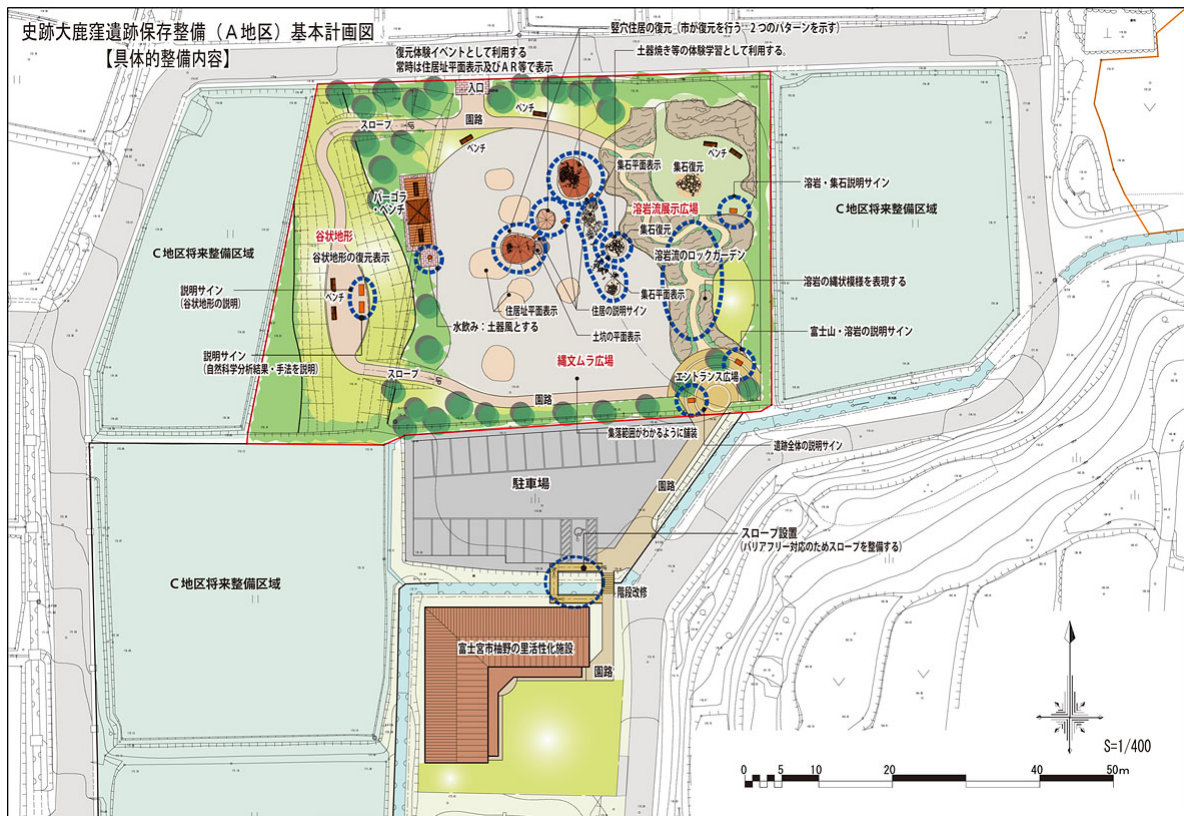 史跡大鹿窪遺跡保存整備（A地区）基本計画図
【具体的整備内容】
竪穴住居の復元（市が復元を行う 2つのパターンを示す）
復元体験イベントとして利用する
常時は住居址平面表示及びＡＲ等で表示
土器焼き等の体験学習として利用する。
入口
ベンチ
園路
スロープ
ベンチ
集石平面表示
ベンチ
集石復元
溶岩・集石説明サイン
パーゴラ
・ベンチ
溶岩流展示広場
C地区将来整備区域
谷状地形
集石復元
C地区将来整備区域
谷状地形の復元表示
溶岩流のロックガーデン
集石平面表示
溶岩の縄状模様を表現する
説明サイン
(谷状地形の説明)
ベンチ
住居址平面表示
住居の説明サイン
水飲み：土器風とする
土坑の平面表示
富士山・溶岩の説明サイン
説明サイン
(自然科学分析結果・手法を説明)
縄文ムラ広場
スロープ
エントランス広場
園路
集落範囲がわかるように舗装
遺跡全体の説明サイン
駐車場
園路
スロープ設置
(バリアフリー対応のためスロープを整備する)
C地区将来整備区域
階段改修
富士宮市柚野の里活性化施設
園路
S=1/400
0 5 10 20 40 50m